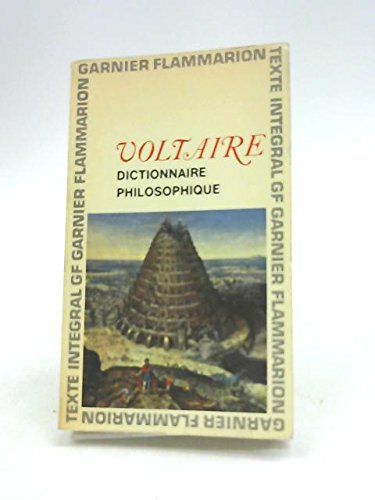 GARNIER FLAMMARION
TEXTE INTEGRAL GF GARNIER FLAMMARION
VOLTAIRE
DICTIONNAIRE
PHILOSOPHIQUE
TEXTE INTEGRAL GF GARNIER FLAMMARION
GARNIER FLAMMARION